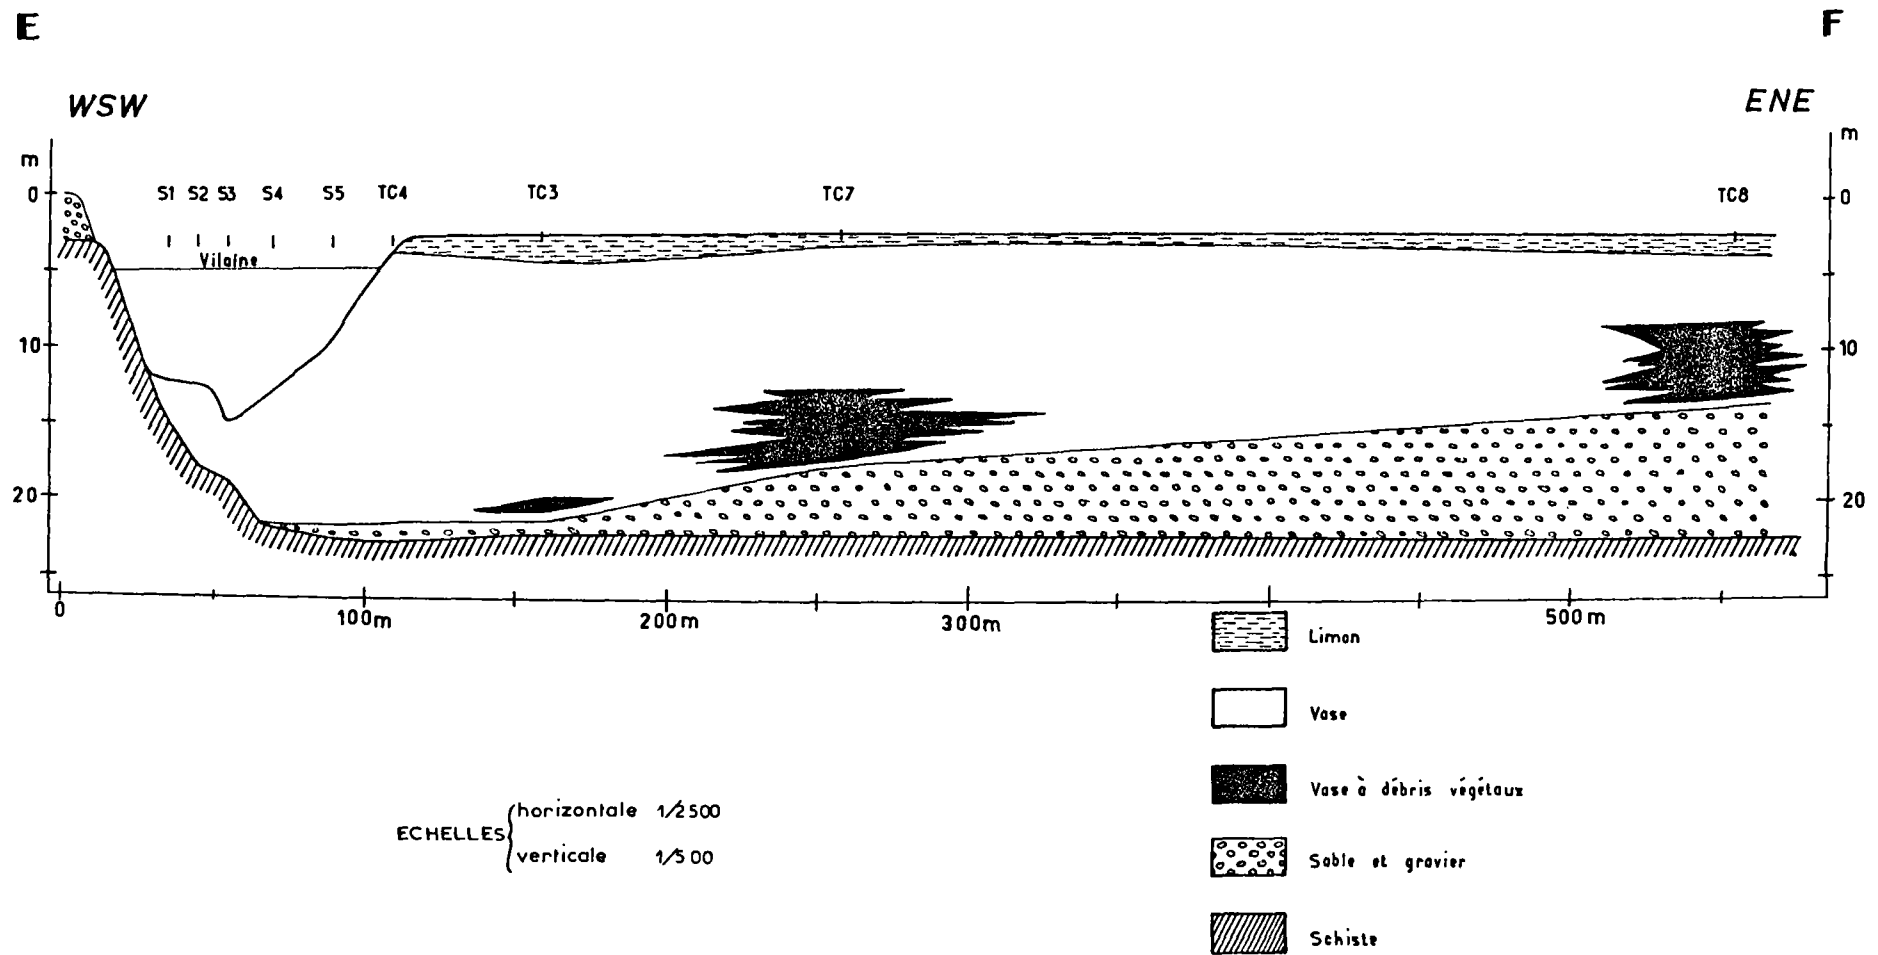 E F
WSW ENE
m m
0 S1 S2 S3 S4 S5 TC4 TC3 TC7 TC8 0
Vilaine
10 10
20 20
0 100m 200m 300m 500m
Limon
Vase
Vase à débris végétaux
ECHELLES horizontale 1/2500
verticale 1/500
Sable et gravier
Schiste